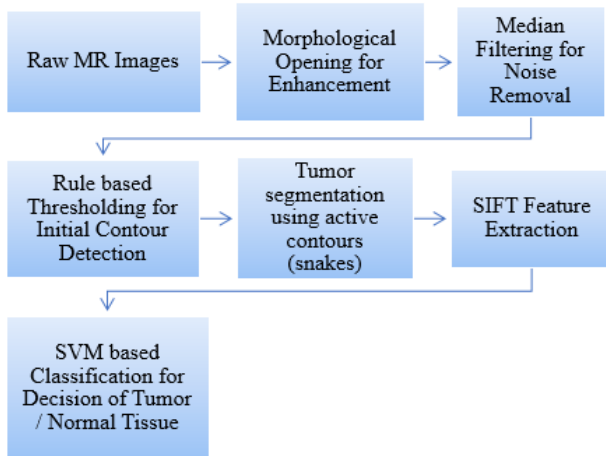 Raw MR Images
Morphological
Opening for
Enhancement
Median
Filtering for
Noise
Removal
Rule based
Thresholding for
Initial Contour
Detection
Tumor
segmentation
using active
contours
(snakes)
SIFT Feature
Extraction
SVM based
Classification for
Decision of Tumor
/ Normal Tissue